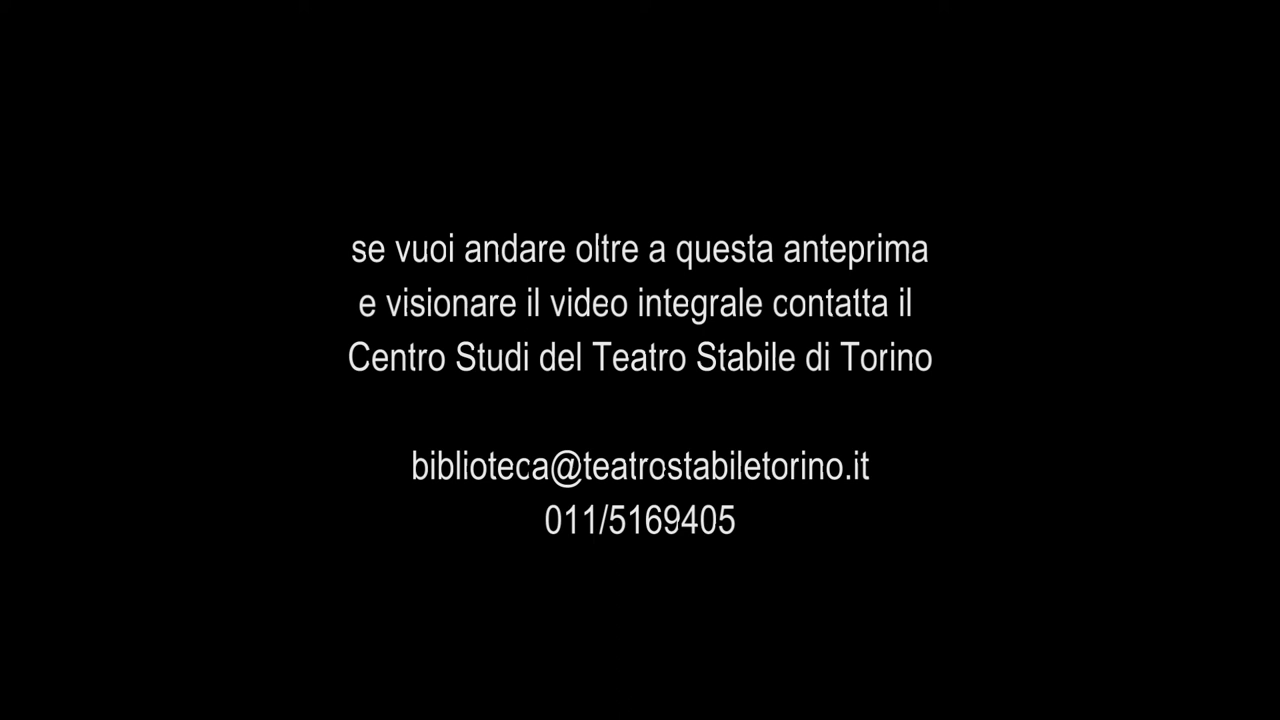 se vuoi andare oltre a questa anteprima
e visionare il video integrale contatta il
Centro Studi del Teatro Stabile di Torino
biblioteca@teatrostabiletorino.it
011/5169405